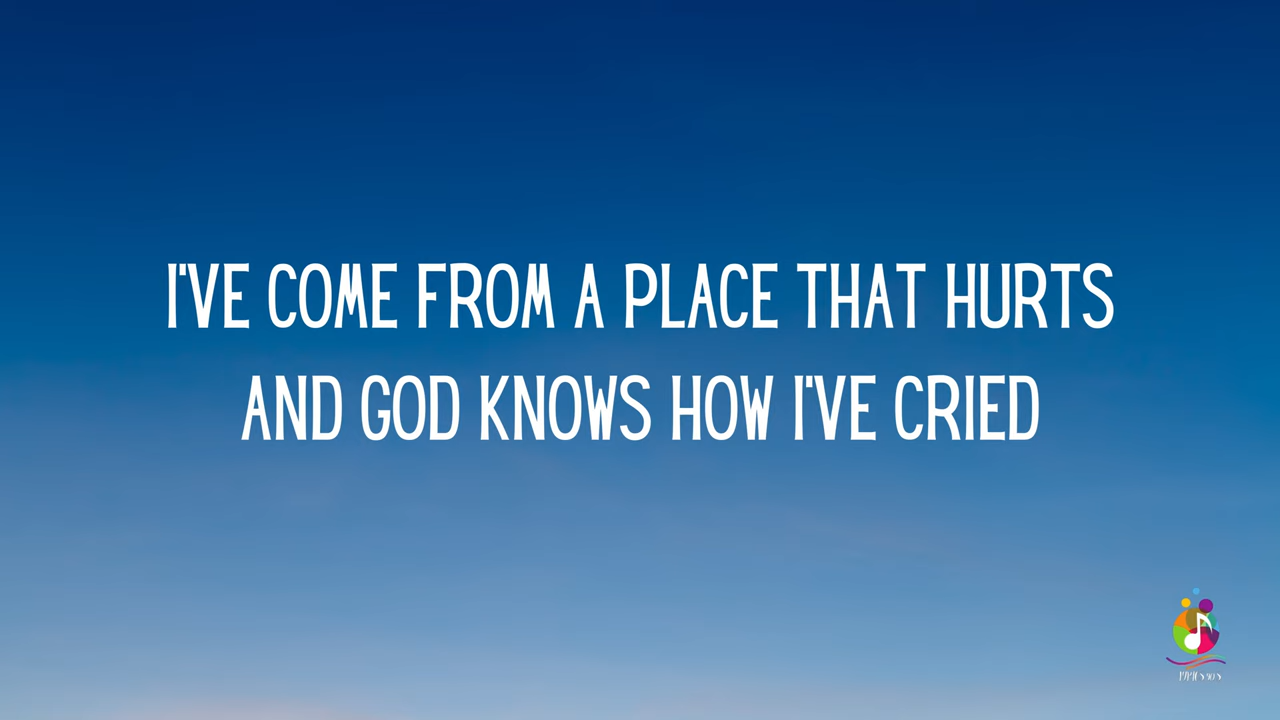 I'VE COME FROM A PLACE THAT HURTS
AND GOD KNOWS HOW I'VE CRIED